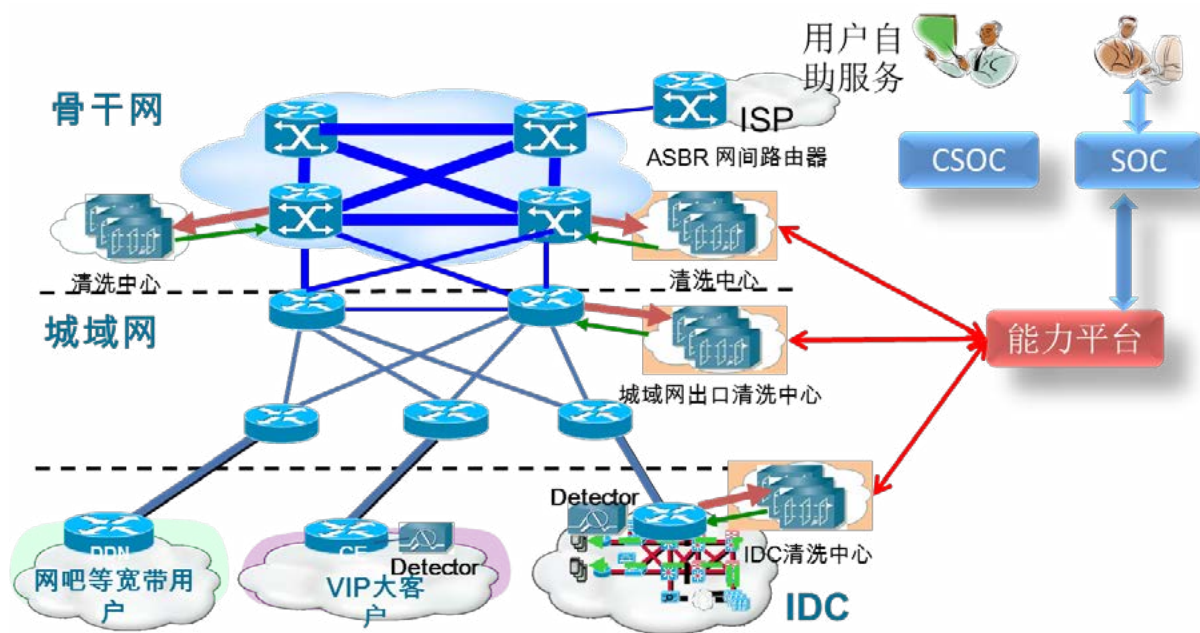 用户自
助服务
骨干网
ISP
ASBR 网间路由器
CSOC
SOC
清洗中心
清洗中心
城域网
能力平台
城域网出口清洗中心
Detector
IDC清洗中心
DDN
CE
Detector
网吧等宽带用
户
VIP大客
户
IDC